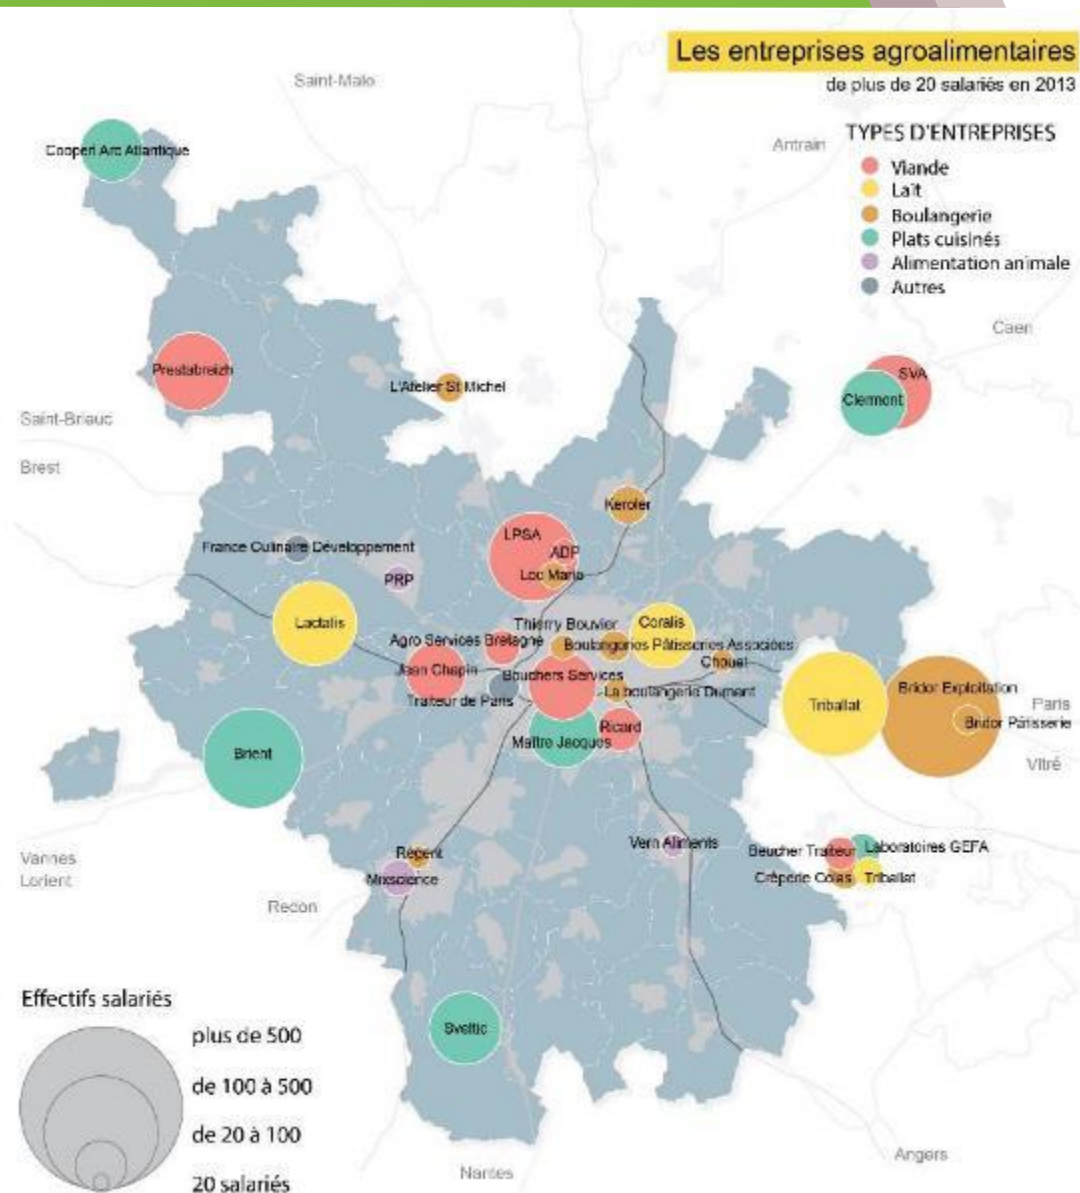 Les entreprises agroalimentaires
de plus de 20 salariés en 2013
Saint-Malo
Antrain
TYPES D'ENTREPRISES
Viande
Lait
Boulangerie
Plats cuisinés
Alimentation animale
Autres
Cooperl Arc Atlantique
Caen
Prestabreizh
L'Atelier St Michel
SVA
Clermont
Saint-Brieuc
Brest
Keroler
LPSA
ADP
Loc Maria
France Culinaire Développement
PRP
Lactalis
Thierry Bouvier
Coralis
Agro Services Bretagne
Boulangeries Pâtisseries Associées
Chouet
Jean Chapin
Bouchers Services
La boulangerie Dumant
Traiteur de Paris
Ricard
Maître Jacques
Triballat
Bridor Exploitation
Bridor Pâtisserie
Paris
Vitré
Brient
Vern Aliments
Beucher Traiteur
Laboratoires GEFA
Crêperie Colas
Triballat
Vannes
Lorient
Régent
Mixscience
Redon
Sveltic
Effectifs salariés
plus de 500
de 100 à 500
de 20 à 100
20 salariés
Nantes
Angers